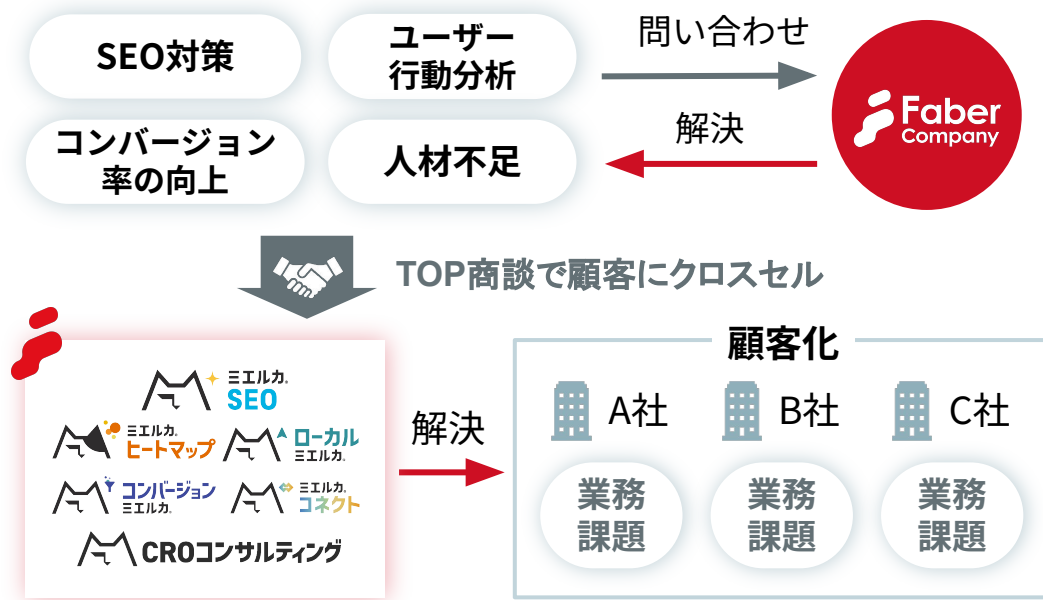 SEO対策
ユーザー
行動分析
コンバージョン
率の向上
人材不足
問い合わせ
解決
Faber
Company
TOP商談で顧客にクロスセル
ミエルカ.
SEO
ミエルカ.
ヒートマップ
ローカル
ミエルカ.
コンバージョン
ミエルカ.
ミエルカ.
コネクト
CROコンサルティング
解決
顧客化
A社
B社
C社
業務
課題
業務
課題
業務
課題